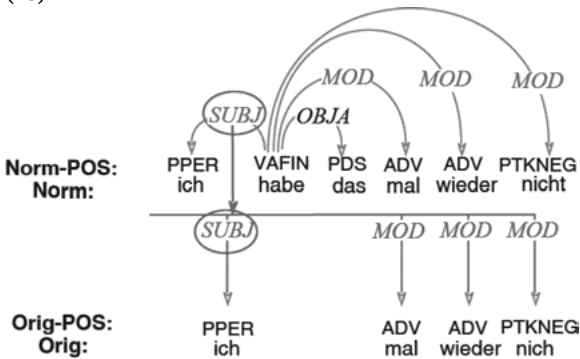 MOD
MOD MOD
SUBJ OBJA
Norm-POS: PPER VAFIN PDS ADV ADV PTKNEG
Norm: ich habe das mal wieder nicht
SUBJ MOD MOD MOD
Orig-POS: PPER ADV ADV PTKNEG
Orig: ich mal wieder nich